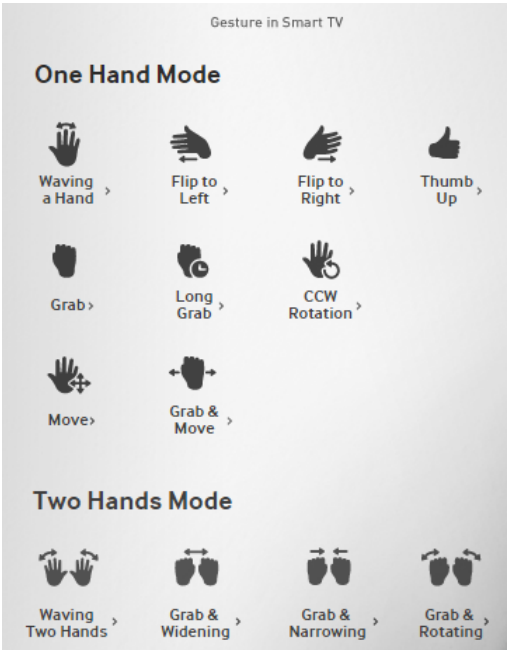 Gesture in Smart TV
One Hand Mode
Waving
a Hand ›
Flip to
Left ›
Flip to
Right ›
Thumb
Up ›
Grab›
Long
Grab ›
CCW
Rotation ›
Move›
Grab &
Move ›
Two Hands Mode
Waving
Two Hands ›
Grab &
Widening ›
Grab &
Narrowing ›
Grab &
Rotating ›